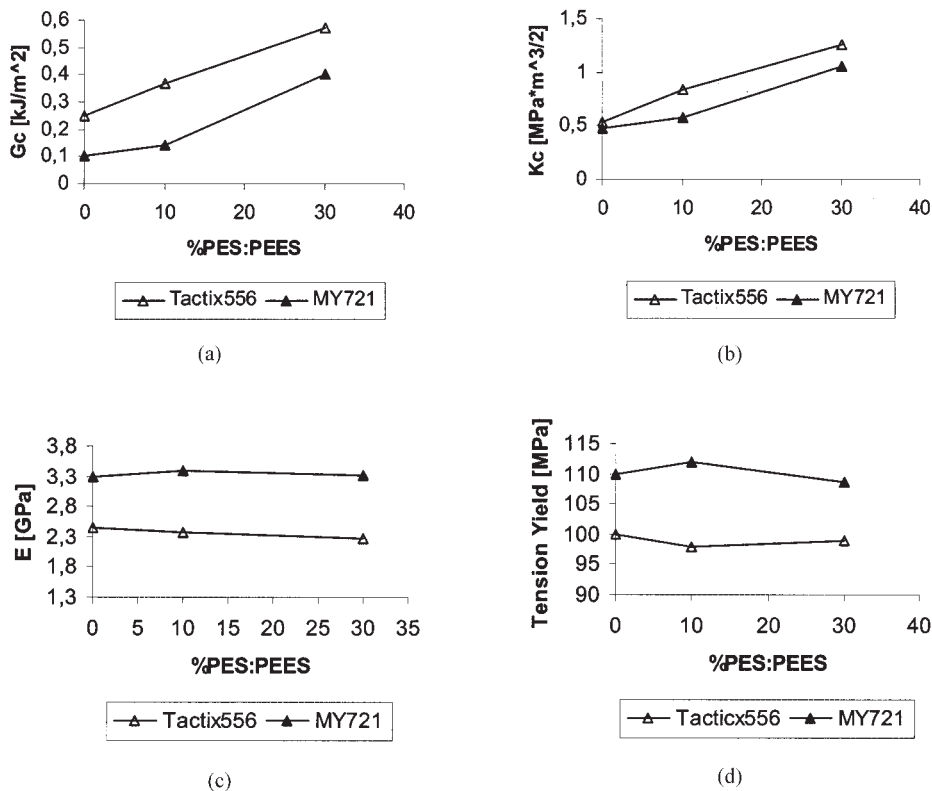 Gc [kJ/m^2]
0,6
0,5
0,4
0,3
0,2
0,1
0
0 10 20 30 40
%PES:PEES
Tactix556 MY721
(a)
Kc [MPa*m^3/2]
1,5
1
0,5
0
0 10 20 30 40
%PES:PEES
Tactix556 MY721
(b)
E [GPa]
3,8
3,3
2,8
2,3
1,8
1,3
0 5 10 15 20 25 30 35
%PES:PEES
Tactix556 MY721
(c)
Tension Yield [MPa]
115
110
105
100
95
90
0 10 20 30 40
%PES:PEES
Tacticx556 MY721
(d)